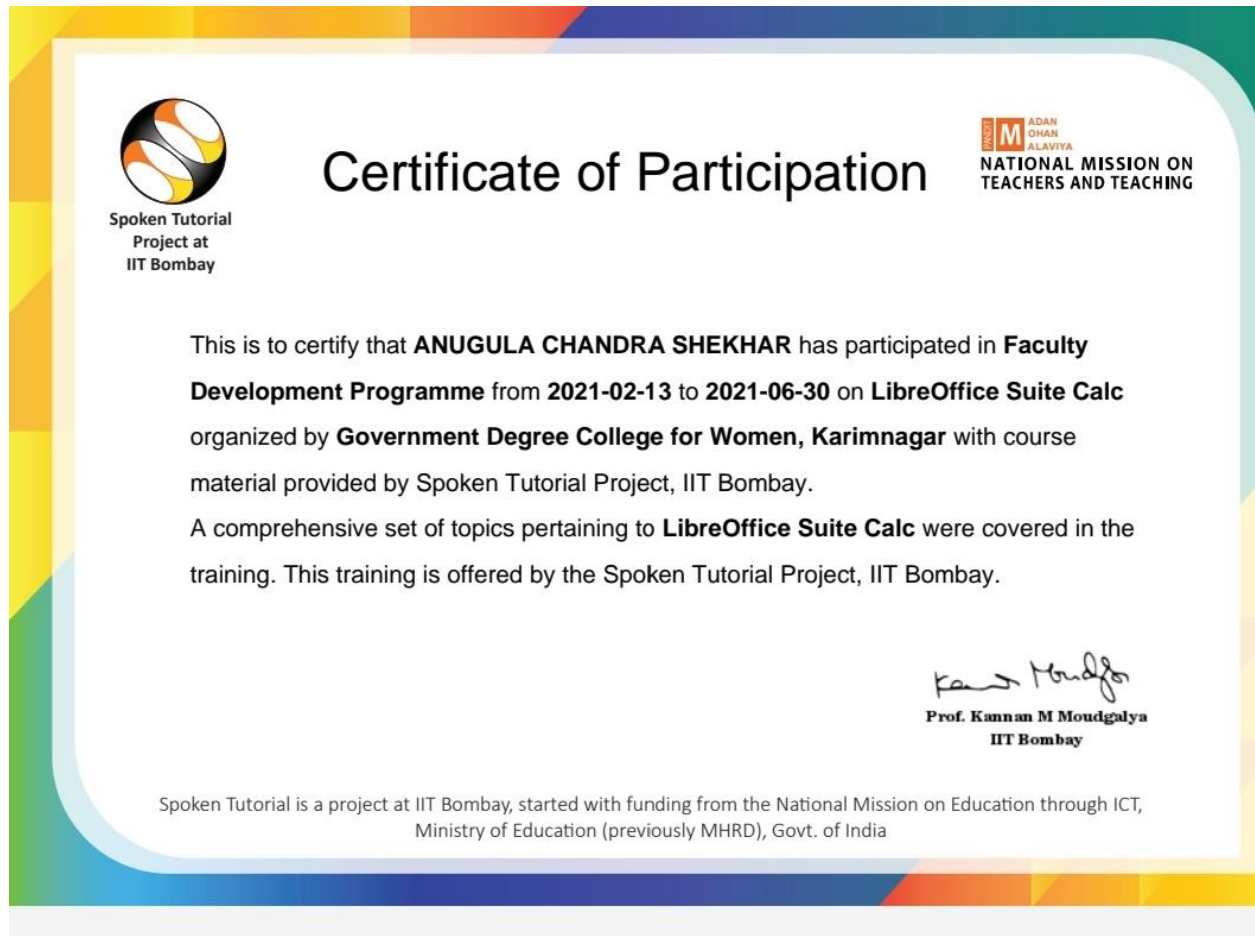 Spoken Tutorial
Project at
IIT Bombay
Certificate of Participation
PANDIT
MADAN
MOHAN
MALAVIYA
NATIONAL MISSION ON
TEACHERS AND TEACHING
This is to certify that ANUGULA CHANDRA SHEKHAR has participated in Faculty
Development Programme from 2021-02-13 to 2021-06-30 on LibreOffice Suite Calc
organized by Government Degree College for Women, Karimnagar with course
material provided by Spoken Tutorial Project, IIT Bombay.
A comprehensive set of topics pertaining to LibreOffice Suite Calc were covered in the
training. This training is offered by the Spoken Tutorial Project, IIT Bombay.
Prof. Kannan M Moudgalya
IIT Bombay
Spoken Tutorial is a project at IIT Bombay, started with funding from the National Mission on Education through ICT,
Ministry of Education (previously MHRD), Govt. of India